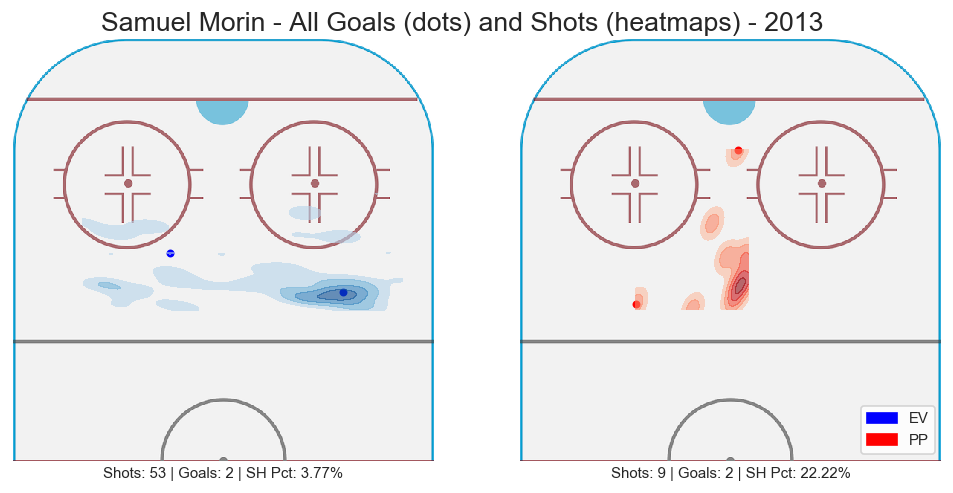 Samuel Morin - All Goals (dots) and Shots (heatmaps) - 2013
EV
PP
Shots: 53 | Goals: 2 | SH Pct: 3.77%
Shots: 9 | Goals: 2 | SH Pct: 22.22%